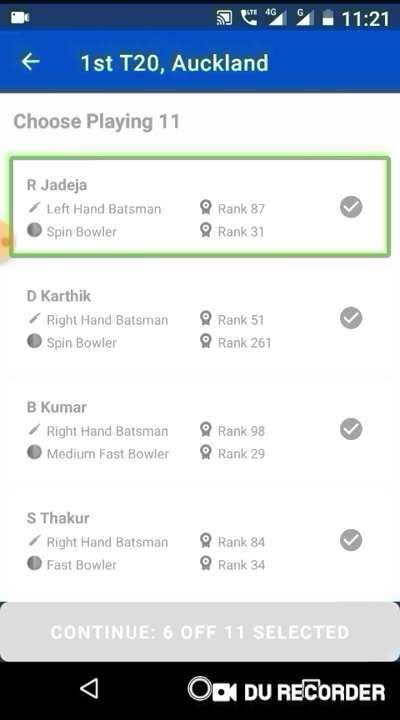 LTE 4G G 11:21
1st T20, Auckland
Choose Playing 11
R Jadeja
Left Hand Batsman Rank 87
Spin Bowler Rank 31
D Karthik
Right Hand Batsman Rank 51
Spin Bowler Rank 261
B Kumar
Right Hand Batsman Rank 98
Medium Fast Bowler Rank 29
S Thakur
Right Hand Batsman Rank 84
Fast Bowler Rank 34
CONTINUE: 6 OFF 11 SELECTED
DU RECORDER